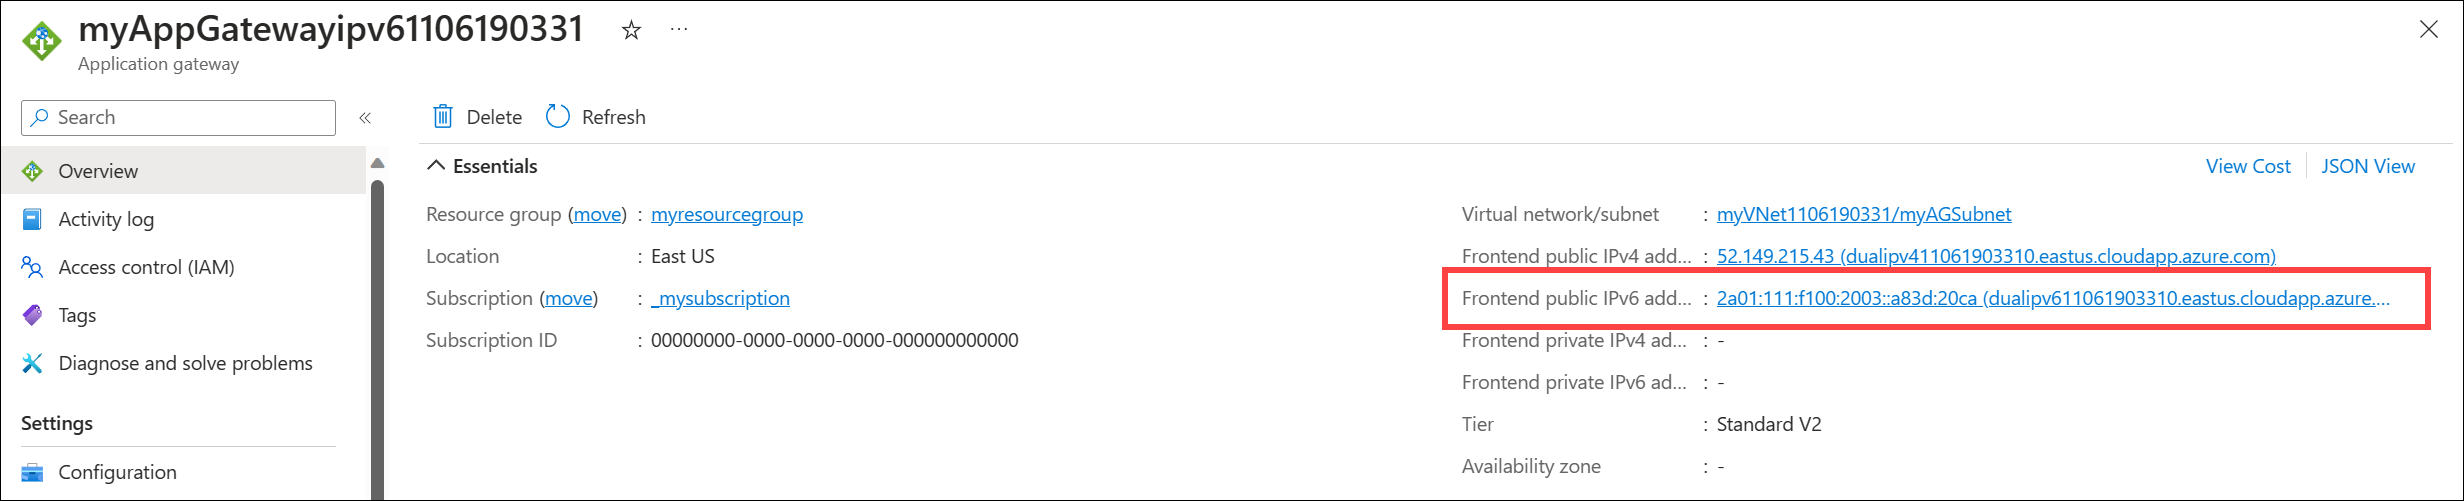 myAppGatewayipv61106190331
Application gateway
Search
Delete Refresh
Overview
Activity log
Access control (IAM)
Tags
Diagnose and solve problems
Settings
Configuration
Essentials
View Cost JSON View
Resource group (move) : myresourcegroup
Location : East US
Subscription (move) : _mysubscription
Subscription ID : 00000000-0000-0000-0000-000000000000
Virtual network/subnet : myVNet1106190331/myAGSubnet
Frontend public IPv4 add... : 52.149.215.43 (dualipv411061903310.eastus.cloudapp.azure.com)
Frontend public IPv6 add... : 2a01:111:f100:2003::a83d:20ca (dualipv611061903310.eastus.cloudapp.azure....
Frontend private IPv4 ad... : -
Frontend private IPv6 ad... : -
Tier : Standard V2
Availability zone : -